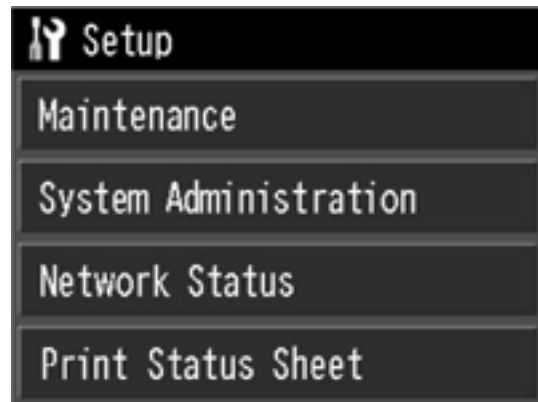 Setup
Maintenance
System Administration
Network Status
Print Status Sheet